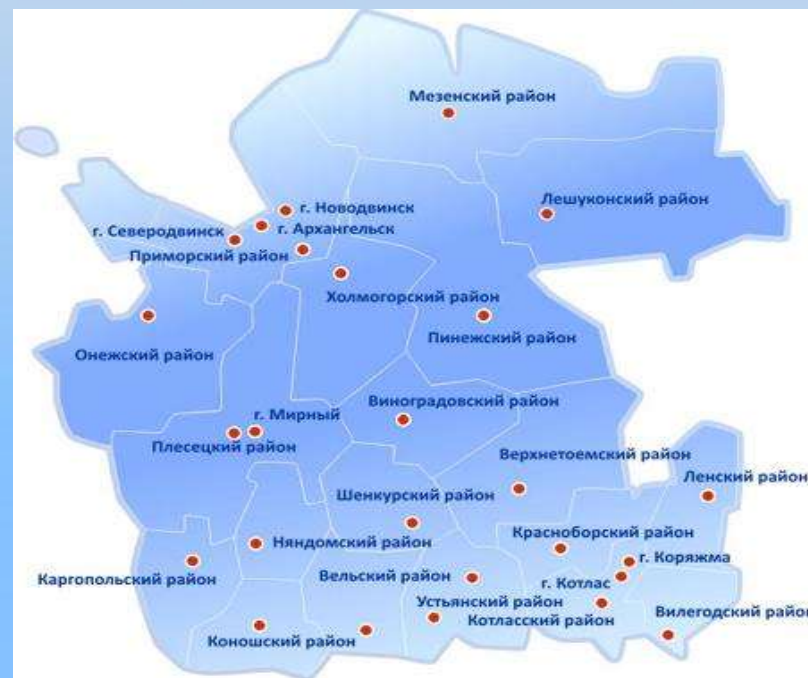 Мезенский район
Лешуконский район
г. Новодвинск
г. Северодвинск
г. Архангельск
Приморский район
Холмогорский район
Пинежский район
Онежский район
Виноградовский район
г. Мирный
Плесецкий район
Верхнетоемский район
Ленский район
Шенкурский район
Красноборский район
Няндомский район
г. Коряжма
Каргопольский район
Вельский район
г. Котлас
Устьянский район
Вилегодский район
Котласский район
Коношский район